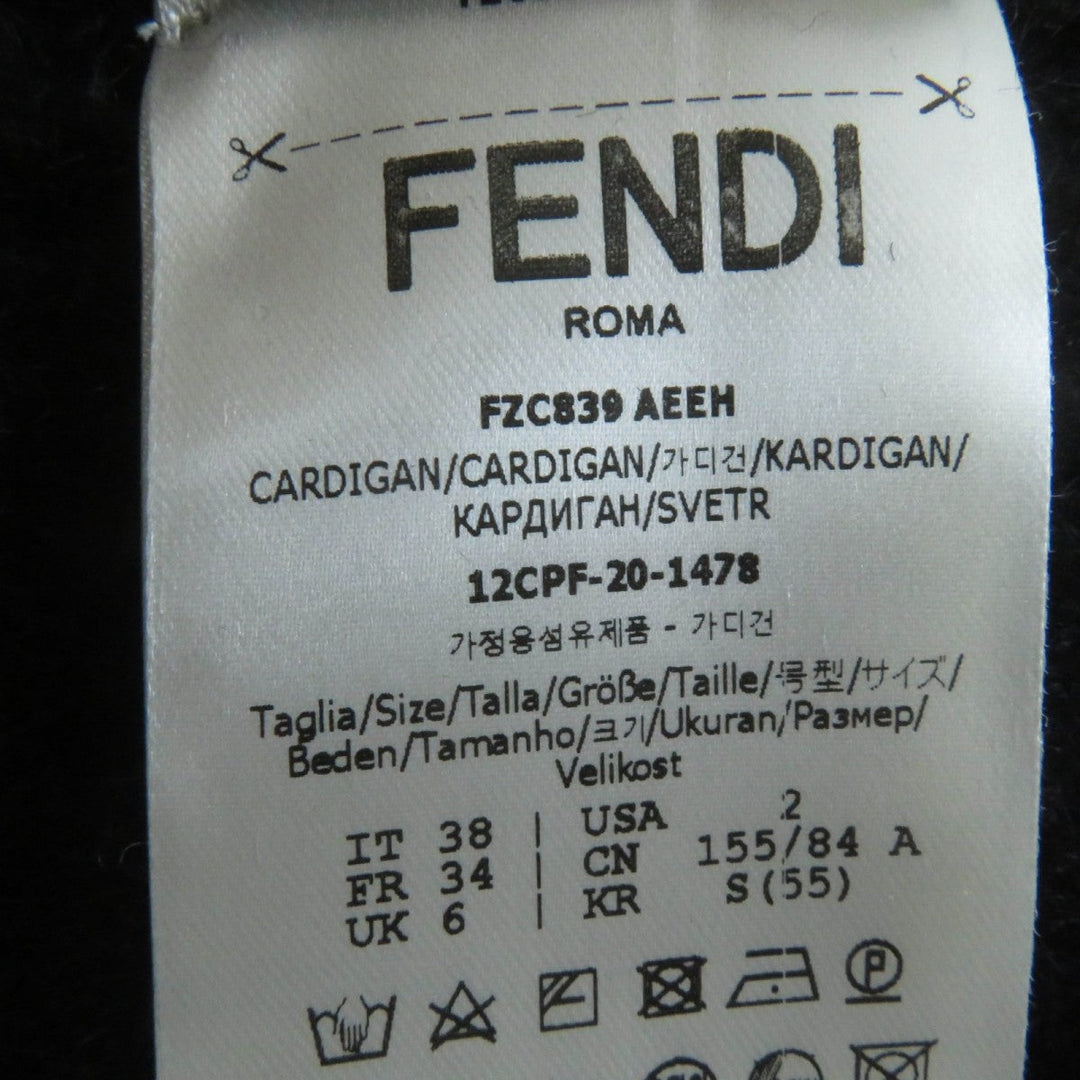 FENDI
ROMA
FZC839 AEEH
CARDIGAN/CARDIGAN/가디건/KARDIGAN/
КАРДИГАН/SVETR
12CPF-20-1478
가정용섬유제품 - 가디건
Taglia/Size/Talla/Größe/Taille/号型/サイズ/
Beden/Tamanho/크기/Ukuran/Размер/
Velikost
IT 38 | USA 2
FR 34 | CN 155/84 A
UK 6 | KR S(55)
P